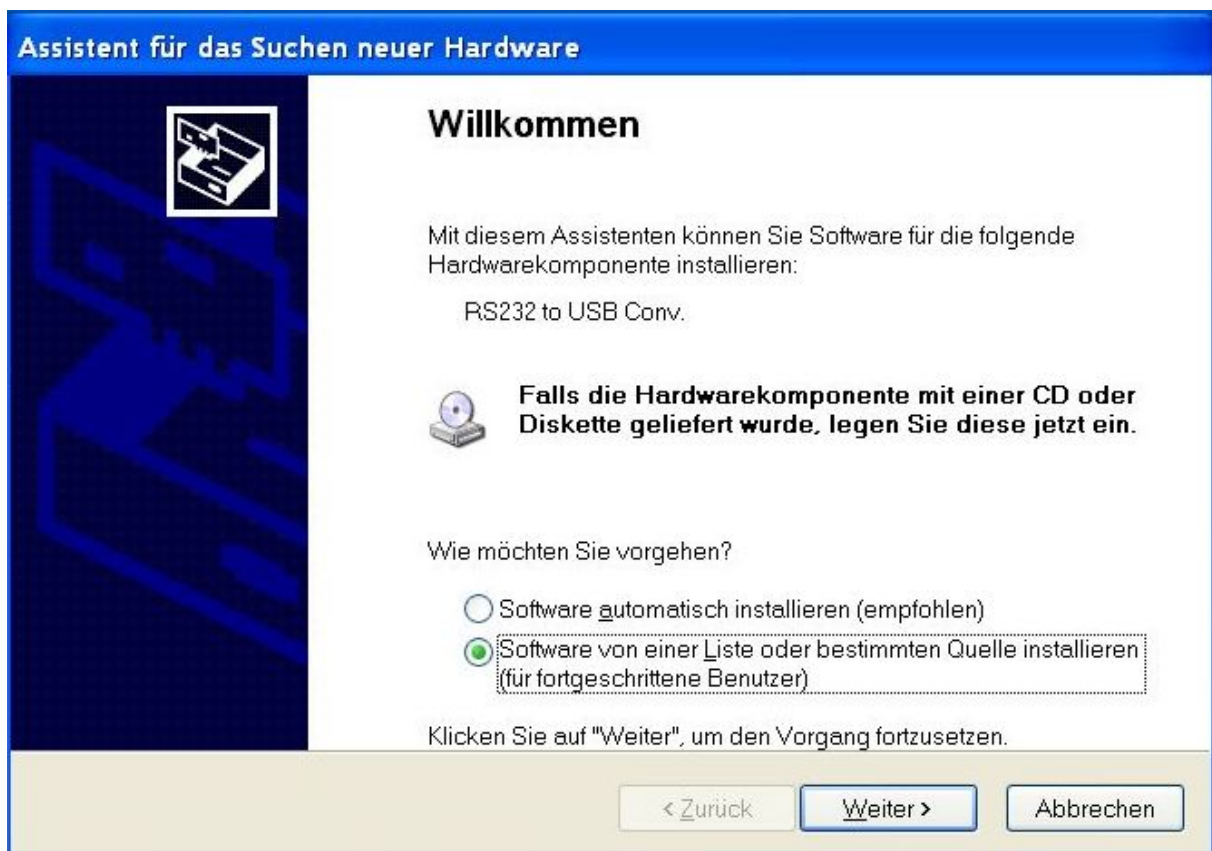 Assistent für das Suchen neuer Hardware
Willkommen
Mit diesem Assistenten können Sie Software für die folgende
Hardwarekomponente installieren:
RS232 to USB Conv.
Falls die Hardwarekomponente mit einer CD oder
Diskette geliefert wurde, legen Sie diese jetzt ein.
Wie möchten Sie vorgehen?
Software automatisch installieren (empfohlen)
Software von einer Liste oder bestimmten Quelle installieren
(für fortgeschrittene Benutzer)
Klicken Sie auf "Weiter", um den Vorgang fortzusetzen.
< Zurück Weiter > Abbrechen